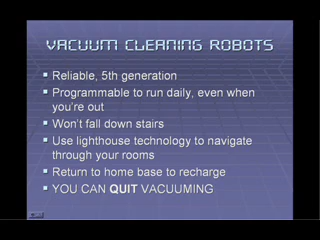 VACUUM CLEANING ROBOTS
Reliable, 5th generation
Programmable to run daily, even when
you're out
Won't fall down stairs
Use lighthouse technology to navigate
through your rooms
Return to home base to recharge
YOU CAN QUIT VACUUMING